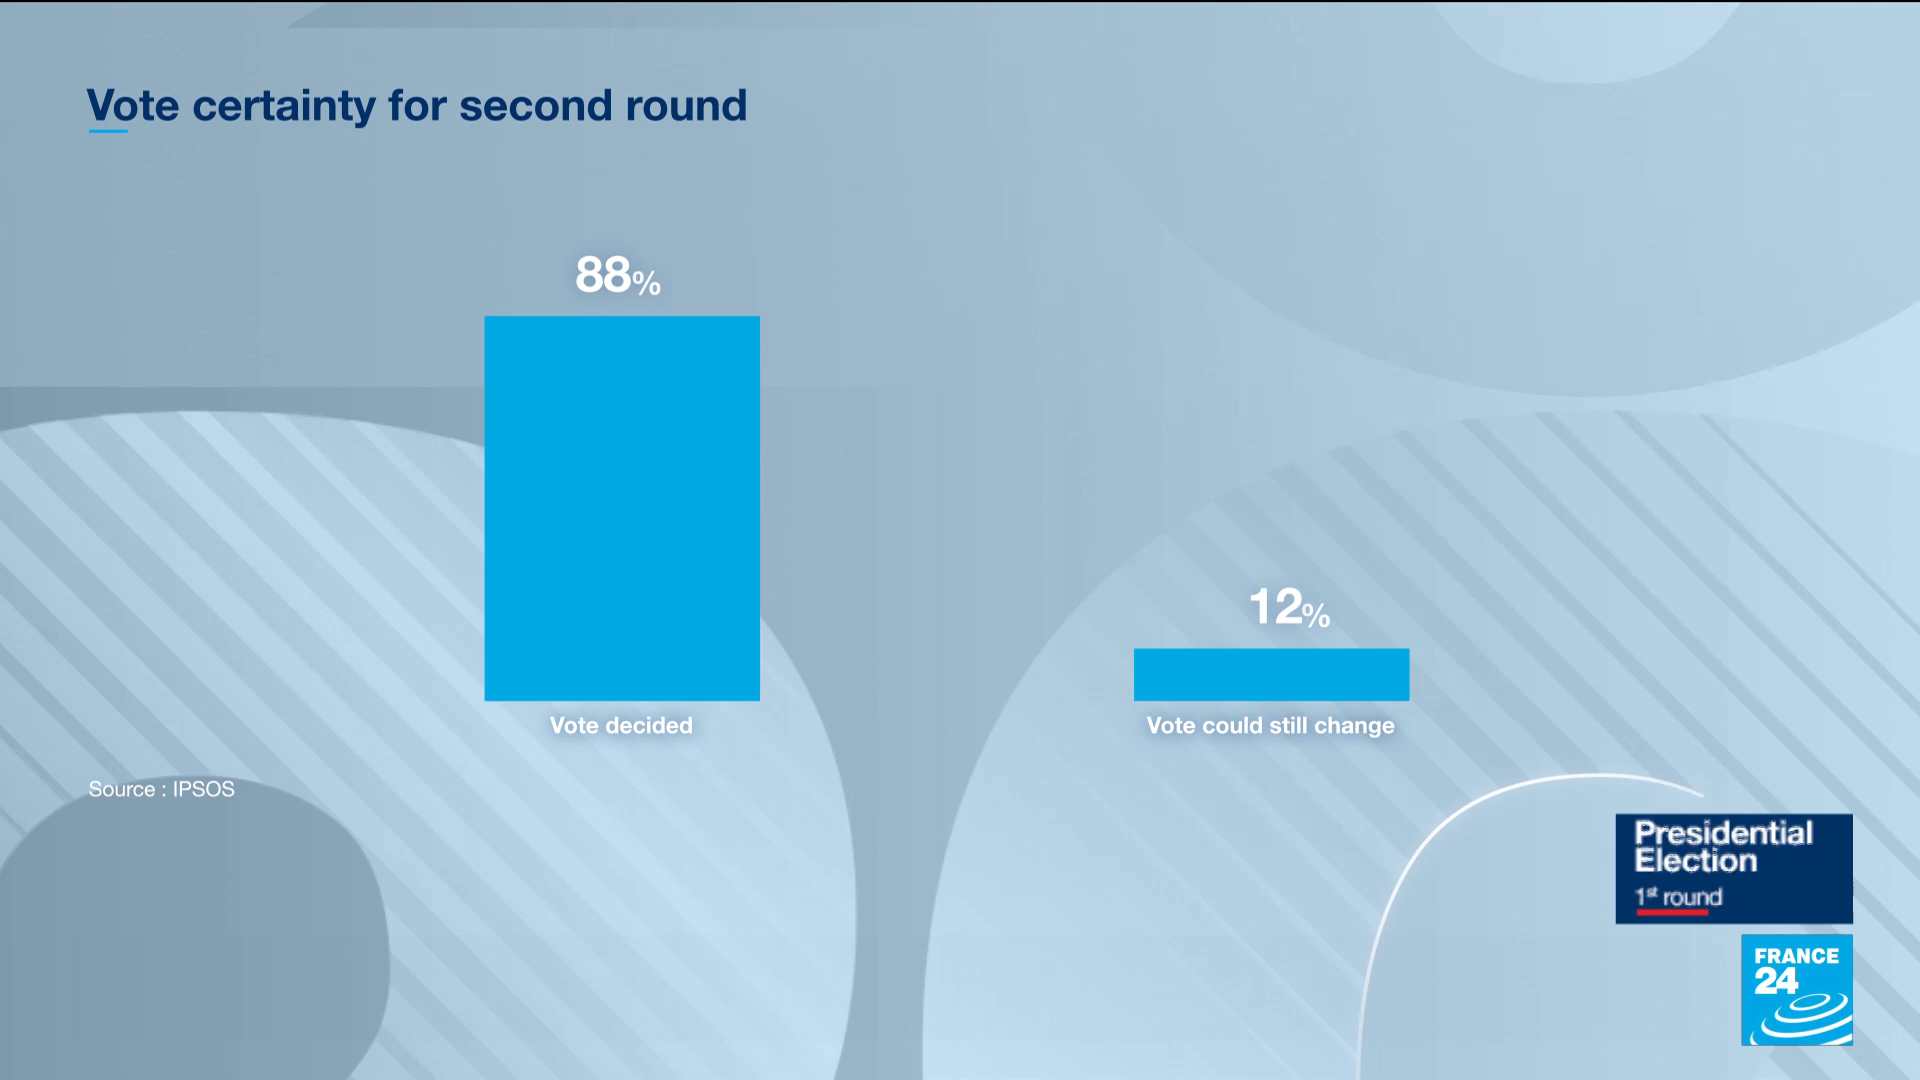 Vote certainty for second round
88%
12%
Vote decided
Vote could still change
Source : IPSOS
Presidential
Election
1st round
FRANCE
24